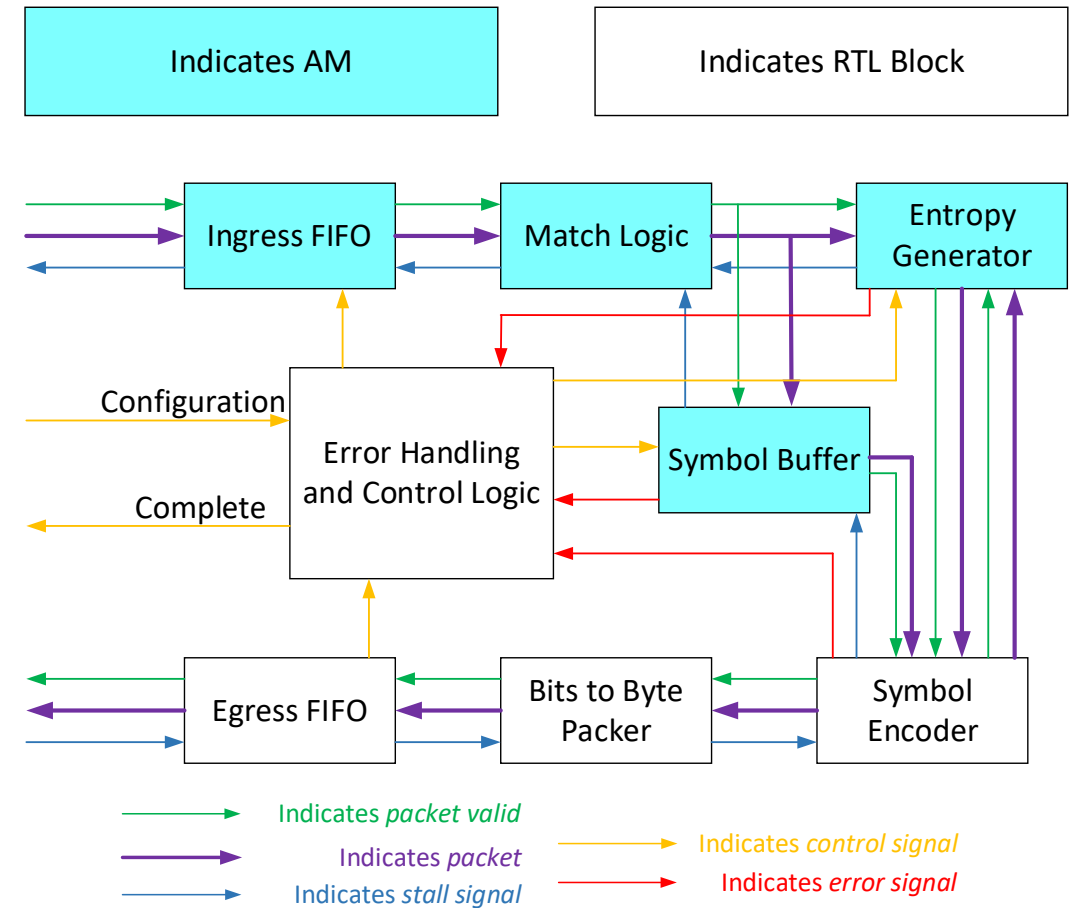 Indicates AM
Indicates RTL Block
Ingress FIFO
Match Logic
Entropy
Generator
Configuration
Error Handling
and Control Logic
Symbol Buffer
Complete
Egress FIFO
Bits to Byte
Packer
Symbol
Encoder
Indicates packet valid
Indicates packet
Indicates stall signal
Indicates control signal
Indicates error signal